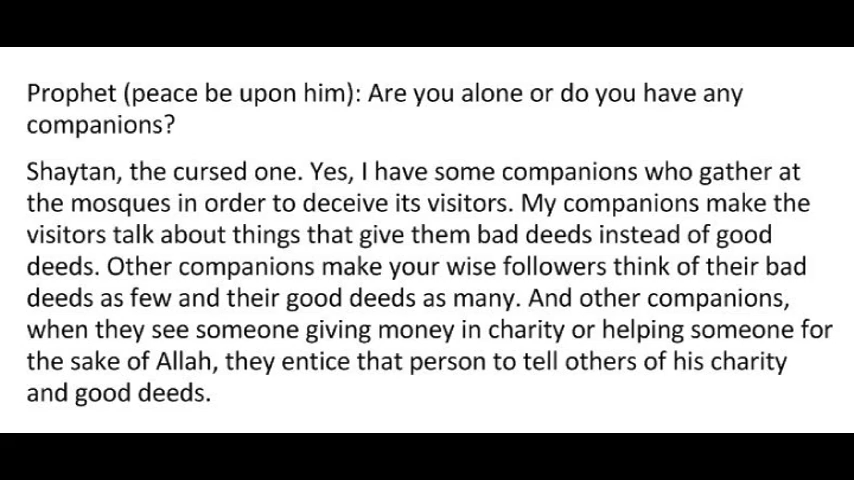 Prophet (peace be upon him): Are you alone or do you have any
companions?
Shaytan, the cursed one. Yes, I have some companions who gather at
the mosques in order to deceive its visitors. My companions make the
visitors talk about things that give them bad deeds instead of good
deeds. Other companions make your wise followers think of their bad
deeds as few and their good deeds as many. And other companions,
when they see someone giving money in charity or helping someone for
the sake of Allah, they entice that person to tell others of his charity
and good deeds.